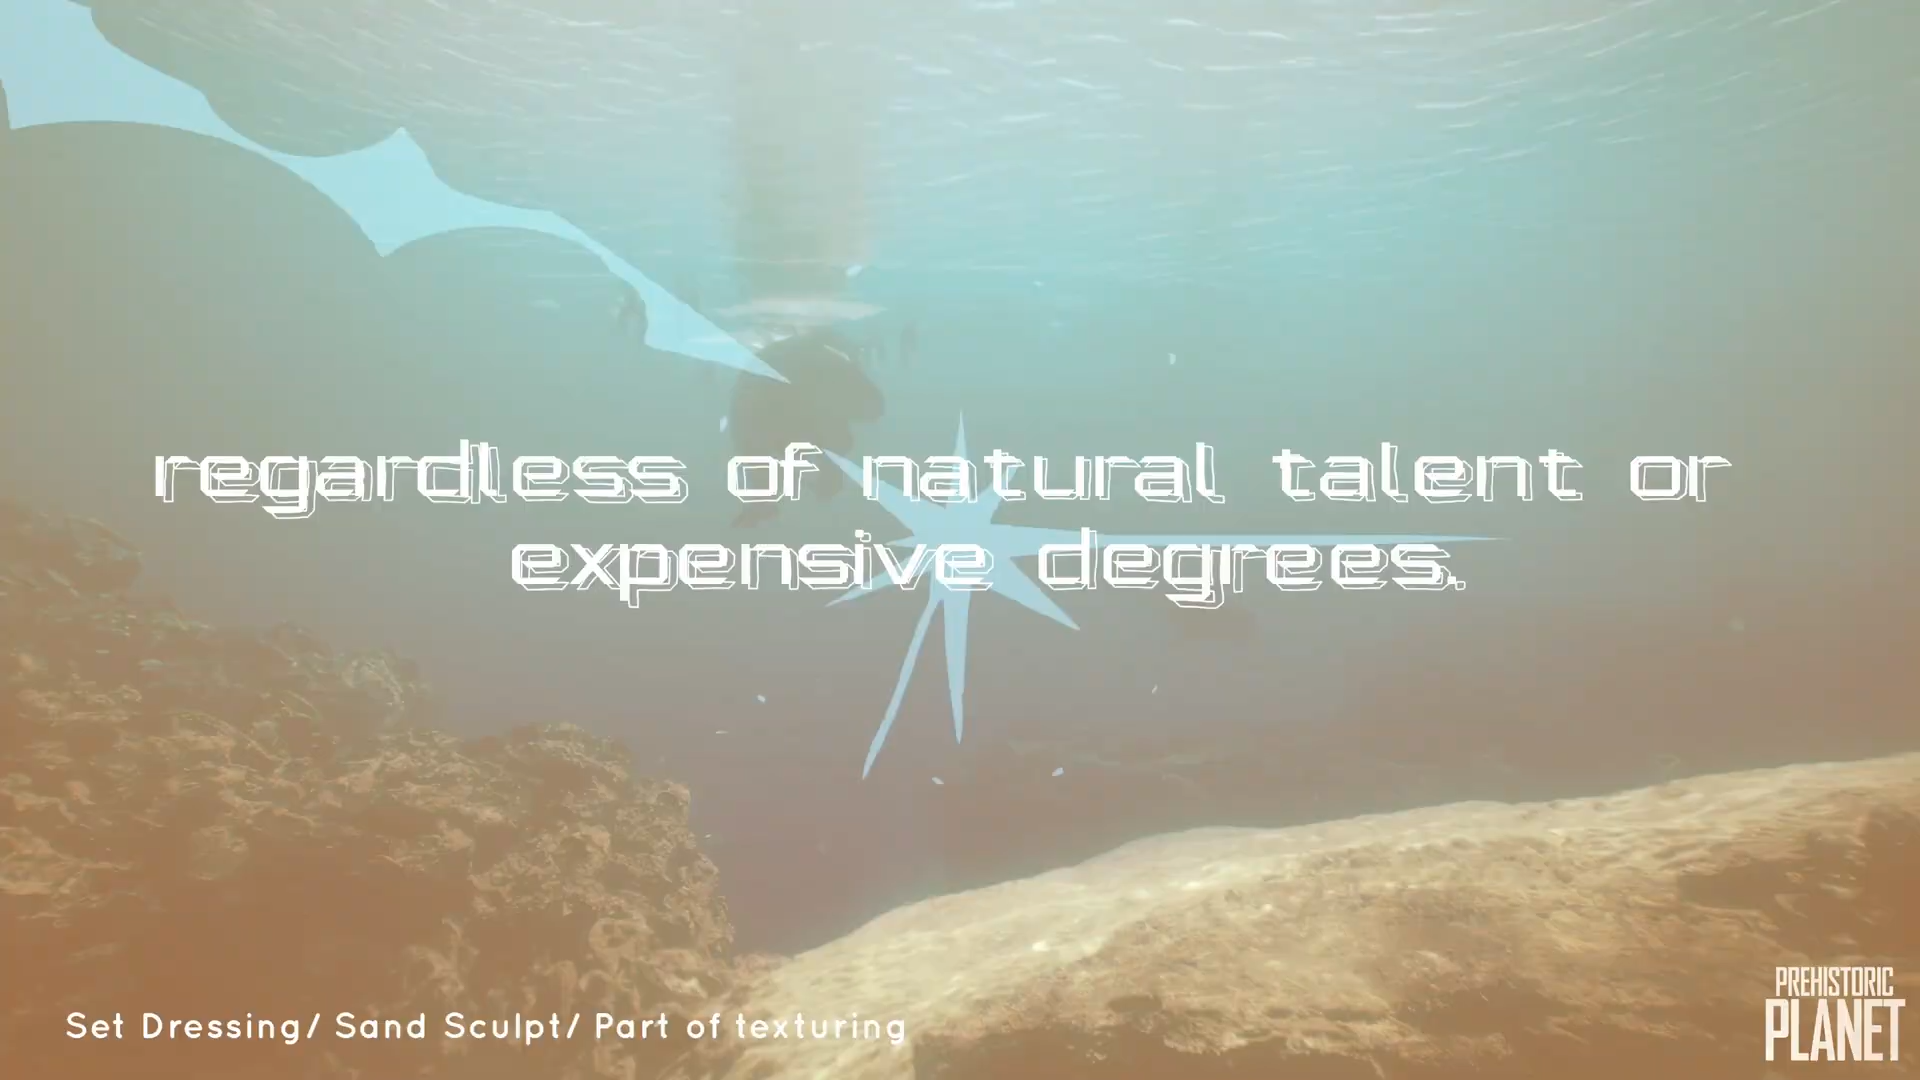 regardless of natural talent or
expensive degrees.
Set Dressing/ Sand Sculpt/ Part of texturing
PREHISTORIC
PLANET